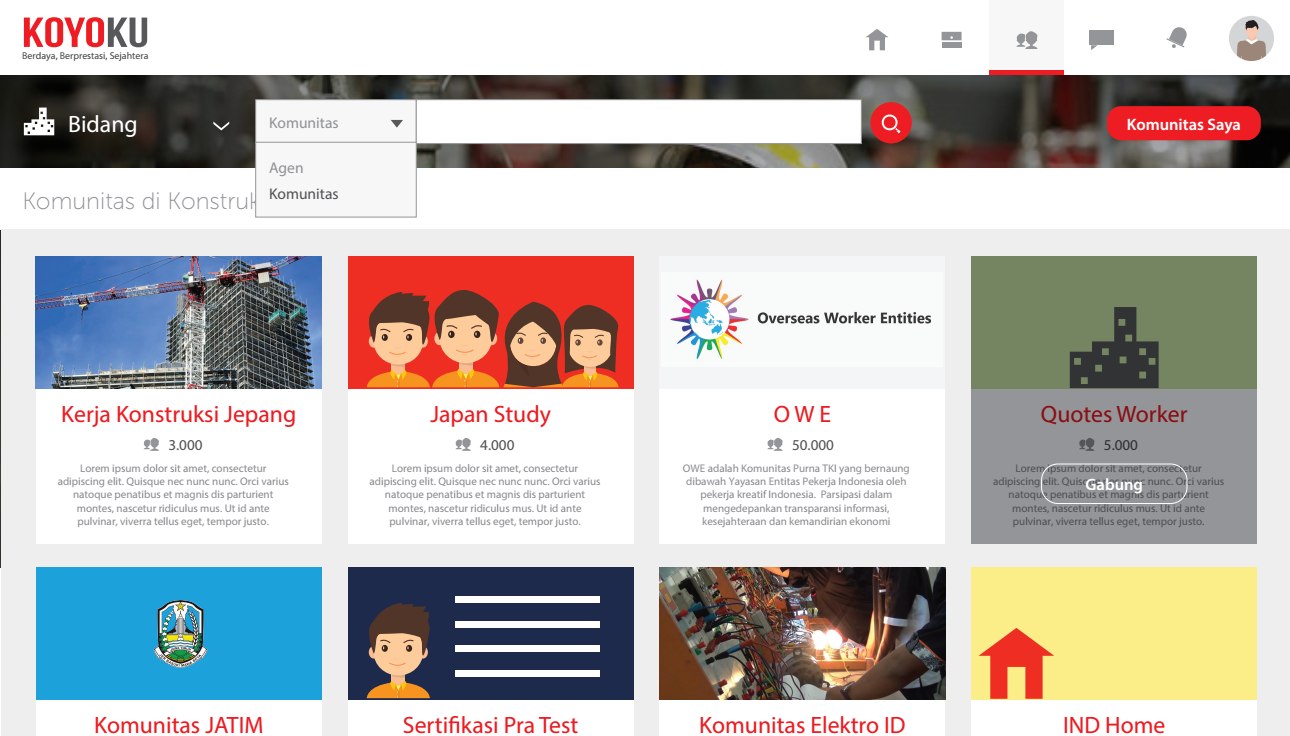 KOYOKU
Berdaya, Berprestasi, Sejahtera
Bidang
Komunitas
Komunitas Saya
Agen
Komunitas
Komunitas di Konstruk
Overseas Worker Entities
Kerja Konstruksi Jepang
3.000
Lorem ipsum dolor sit amet, consectetur
adipiscing elit. Quisque nec nunc nunc. Orci varius
natoque penatibus et magnis dis parturient
montes, nascetur ridiculus mus. Ut id ante
pulvinar, viverra tellus eget, tempor justo.
Japan Study
4.000
Lorem ipsum dolor sit amet, consectetur
adipiscing elit. Quisque nec nunc nunc. Orci varius
natoque penatibus et magnis dis parturient
montes, nascetur ridiculus mus. Ut id ante
pulvinar, viverra tellus eget, tempor justo.
O W E
50.000
OWE adalah Komunitas Purna TKI yang bernaung
dibawah Yayasan Entitas Pekerja Indonesia oleh
pekerja kreatif Indonesia. Parsipasi dalam
mengedepankan transparansi informasi,
kesejahteraan dan kemandirian ekonomi
Quotes Worker
5.000
Lorem ipsum dolor sit amet, consectetur
adipiscing elit. Quisque nec nunc nunc. Orci varius
natoque penatibus et magnis dis parturient
montes, nascetur ridiculus mus. Ut id ante
pulvinar, viverra tellus eget, tempor justo.
Gabung
Komunitas JATIM
Sertifikasi Pra Test
Komunitas Elektro ID
IND Home